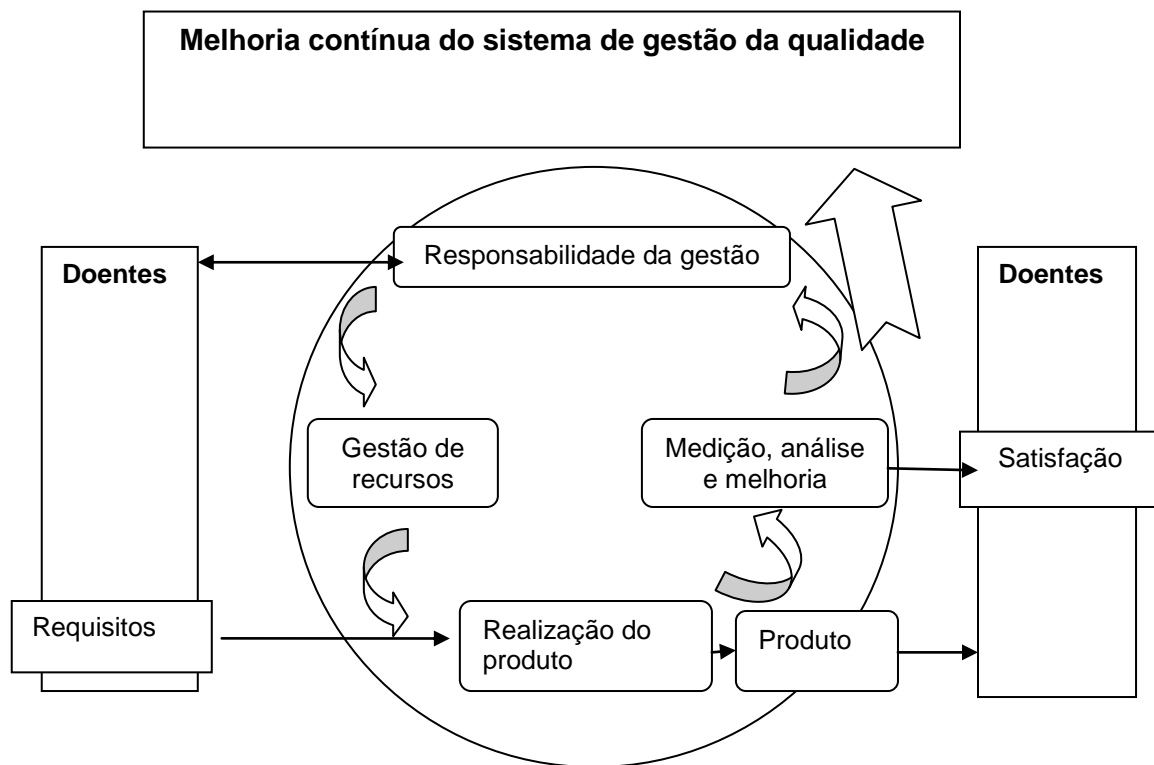 Melhoria contínua do sistema de gestão da qualidade
Responsabilidade da gestão
Doentes
Doentes
Gestão de
recursos
Medição, análise
e melhoria
Satisfação
Requisitos
Realização do
produto
Produto